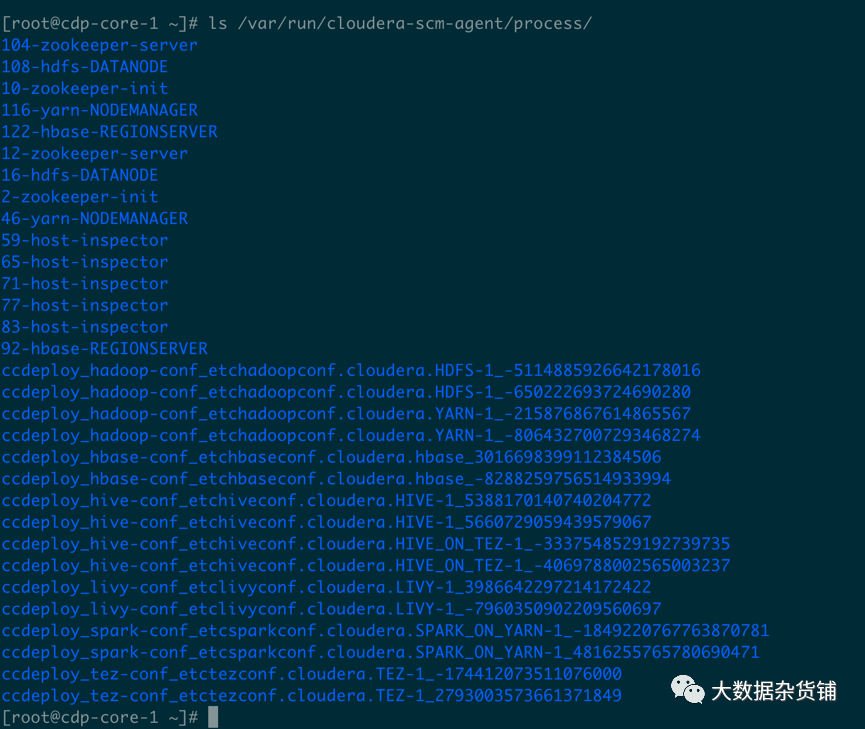 [root@cdp-core-1 ~]# ls /var/run/cloudera-scm-agent/process/
104-zookeeper-server
108-hdfs-DATANODE
10-zookeeper-init
116-yarn-NODEMANAGER
122-hbase-REGIONSERVER
12-zookeeper-server
16-hdfs-DATANODE
2-zookeeper-init
46-yarn-NODEMANAGER
59-host-inspector
65-host-inspector
71-host-inspector
77-host-inspector
83-host-inspector
92-hbase-REGIONSERVER
ccdeploy_hadoop-conf_etchadoopconf.cloudera.HDFS-1_-5114885926642178016
ccdeploy_hadoop-conf_etchadoopconf.cloudera.HDFS-1_-650222693724690280
ccdeploy_hadoop-conf_etchadoopconf.cloudera.YARN-1_-215876867614865567
ccdeploy_hadoop-conf_etchadoopconf.cloudera.YARN-1_-8064327007293468274
ccdeploy_hbase-conf_etchbaseconf.cloudera.hbase_3016698399112384506
ccdeploy_hbase-conf_etchbaseconf.cloudera.hbase_-8288259756514933994
ccdeploy_hive-conf_etchiveconf.cloudera.HIVE-1_5388170140740204772
ccdeploy_hive-conf_etchiveconf.cloudera.HIVE-1_5660729059439579067
ccdeploy_hive-conf_etchiveconf.cloudera.HIVE_ON_TEZ-1_-3337548529192739735
ccdeploy_hive-conf_etchiveconf.cloudera.HIVE_ON_TEZ-1_-4069788002565003237
ccdeploy_livy-conf_etclivyconf.cloudera.LIVY-1_3986642297214172422
ccdeploy_livy-conf_etclivyconf.cloudera.LIVY-1_-7960350902209560697
ccdeploy_spark-conf_etcsparkconf.cloudera.SPARK_ON_YARN-1_-1849220767763870781
ccdeploy_spark-conf_etcsparkconf.cloudera.SPARK_ON_YARN-1_4816255765780690471
ccdeploy_tez-conf_etctezconf.cloudera.TEZ-1_-174412073511076000
ccdeploy_tez-conf_etctezconf.cloudera.TEZ-1_2793003573661371849
大数据杂货铺
[root@cdp-core-1 ~]#